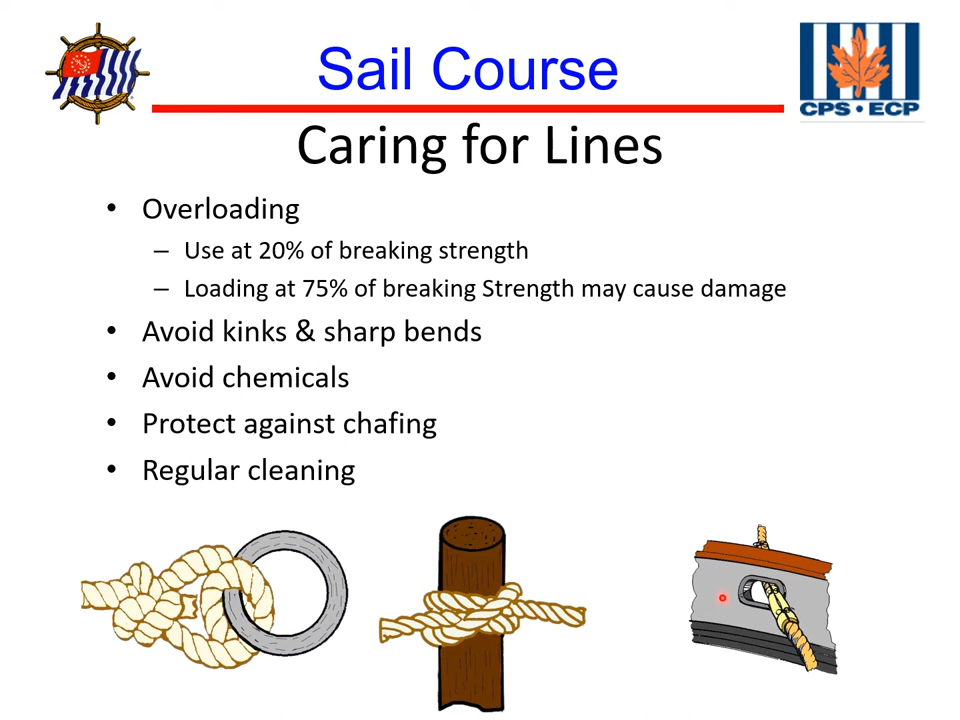 Sail Course
CPS • ECP
Caring for Lines
• Overloading
– Use at 20% of breaking strength
– Loading at 75% of breaking Strength may cause damage
• Avoid kinks & sharp bends
• Avoid chemicals
• Protect against chafing
• Regular cleaning